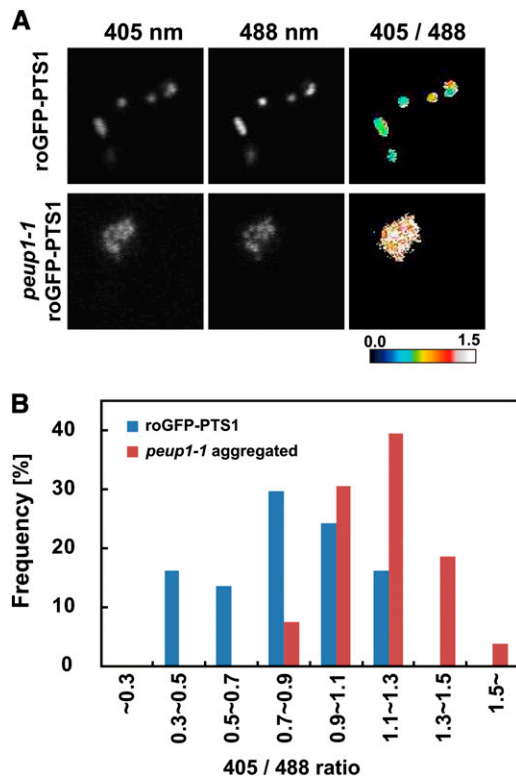 A
405 nm 488 nm 405 / 488
roGFP-PTS1
peup1-1
roGFP-PTS1
0.0 1.5
B
roGFP-PTS1
peup1-1 aggregated
Frequency [%]
40
30
20
10
0
~0.3 0.3~0.5 0.5~0.7 0.7~0.9 0.9~1.1 1.1~1.3 1.3~1.5 1.5~
405 / 488 ratio